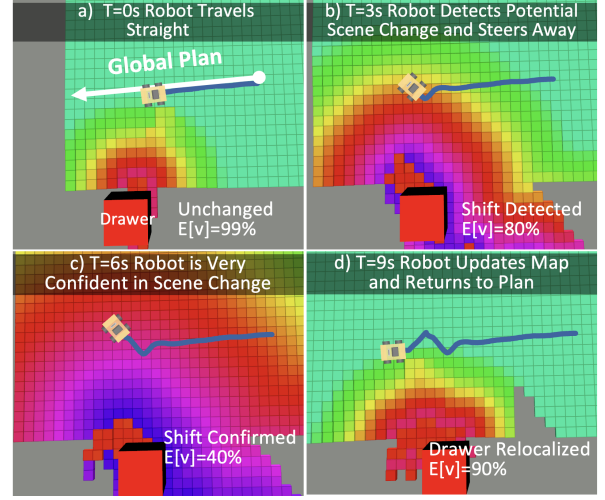 a) T=0s Robot Travels
Straight
Global Plan
Drawer
Unchanged
E[v]=99%
b) T=3s Robot Detects Potential
Scene Change and Steers Away
Shift Detected
E[v]=80%
c) T=6s Robot is Very
Confident in Scene Change
Shift Confirmed
E[v]=40%
d) T=9s Robot Updates Map
and Returns to Plan
Drawer Relocalized
E[v]=90%